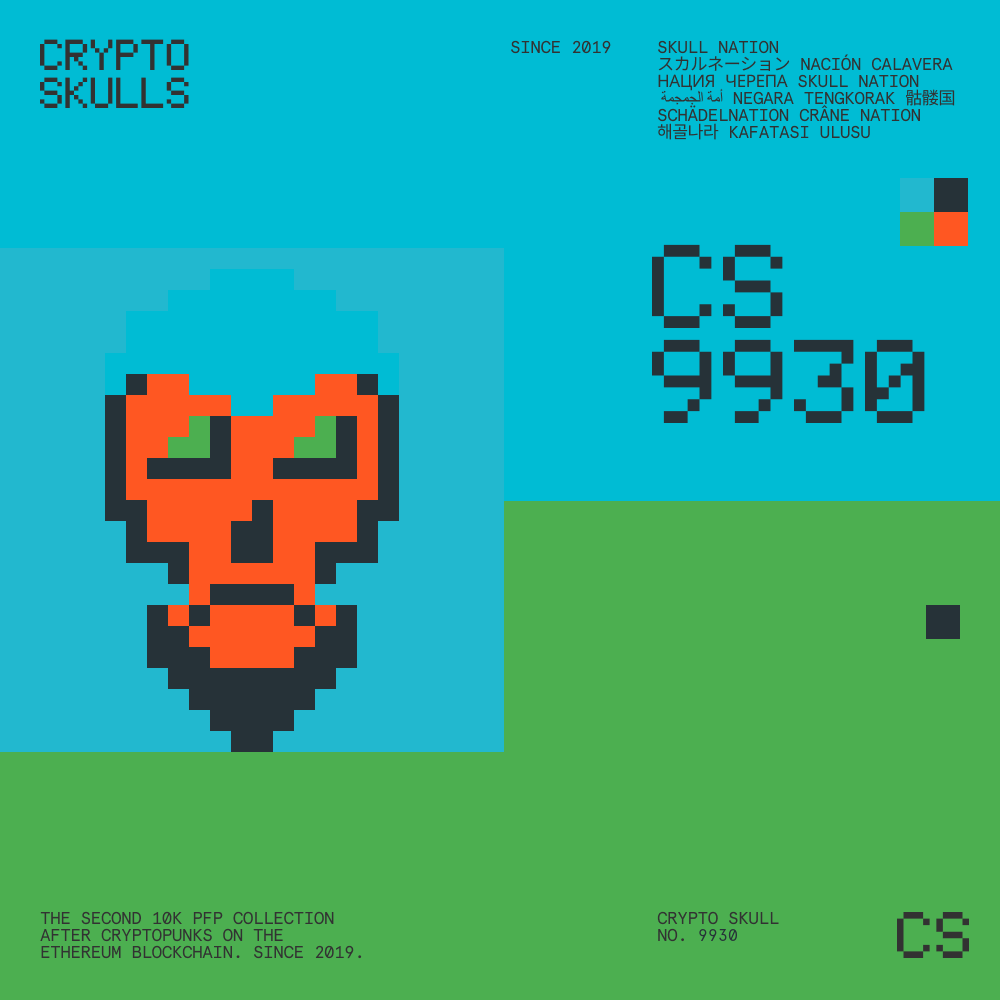 CRYPTO
SKULLS
SINCE 2019
SKULL NATION
スカルネーション NACIÓN CALAVERA
НАЦИЯ ЧЕРЕПА SKULL NATION
أمة الجمجمة NEGARA TENGKORAK 骷髅国
SCHÄDELNATION CRÂNE NATION
해골나라 KAFATASI ULUSU
CS
9930
THE SECOND 10K PFP COLLECTION
AFTER CRYPTOPUNKS ON THE
ETHEREUM BLOCKCHAIN. SINCE 2019.
CRYPTO SKULL
NO. 9930
CS